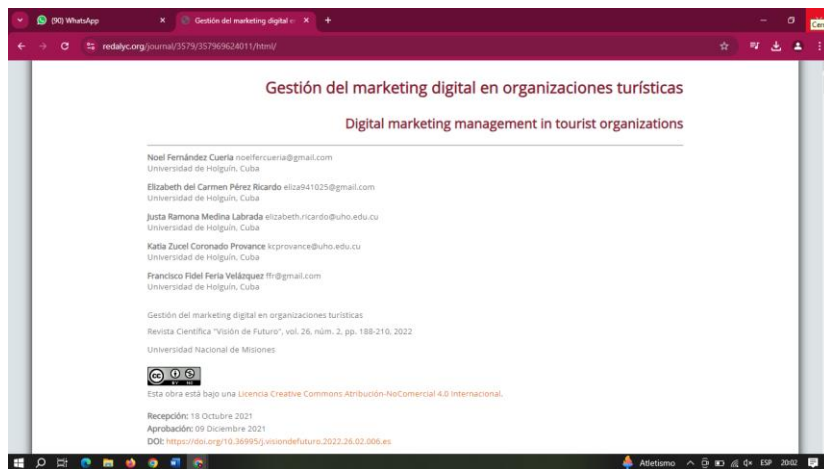 (90) WhatsApp
Gestión del marketing digital e
redalyc.org/journal/3579/357969624011/html/
Cerr
Gestión del marketing digital en organizaciones turísticas
Digital marketing management in tourist organizations
Noel Fernández Cueria noelfercueria@gmail.com
Universidad de Holguín, Cuba
Elizabeth del Carmen Pérez Ricardo eliza941025@gmail.com
Universidad de Holguín, Cuba
Justa Ramona Medina Labrada elizabeth.ricardo@uho.edu.cu
Universidad de Holguín, Cuba
Katia Zucel Coronado Provance kcprovance@uho.edu.cu
Universidad de Holguín, Cuba
Francisco Fidel Feria Velázquez ffr@gmail.com
Universidad de Holguín, Cuba
Gestión del marketing digital en organizaciones turísticas
Revista Científica "Visión de Futuro", vol. 26, núm. 2, pp. 188-210, 2022
Universidad Nacional de Misiones
cc
BY NC
Esta obra está bajo una Licencia Creative Commons Atribución-NoComercial 4.0 Internacional.
Recepción: 18 Octubre 2021
Aprobación: 09 Diciembre 2021
DOI: https://doi.org/10.36995/j.visiondefuturo.2022.26.02.006.es
Atletismo
ESP
20:02